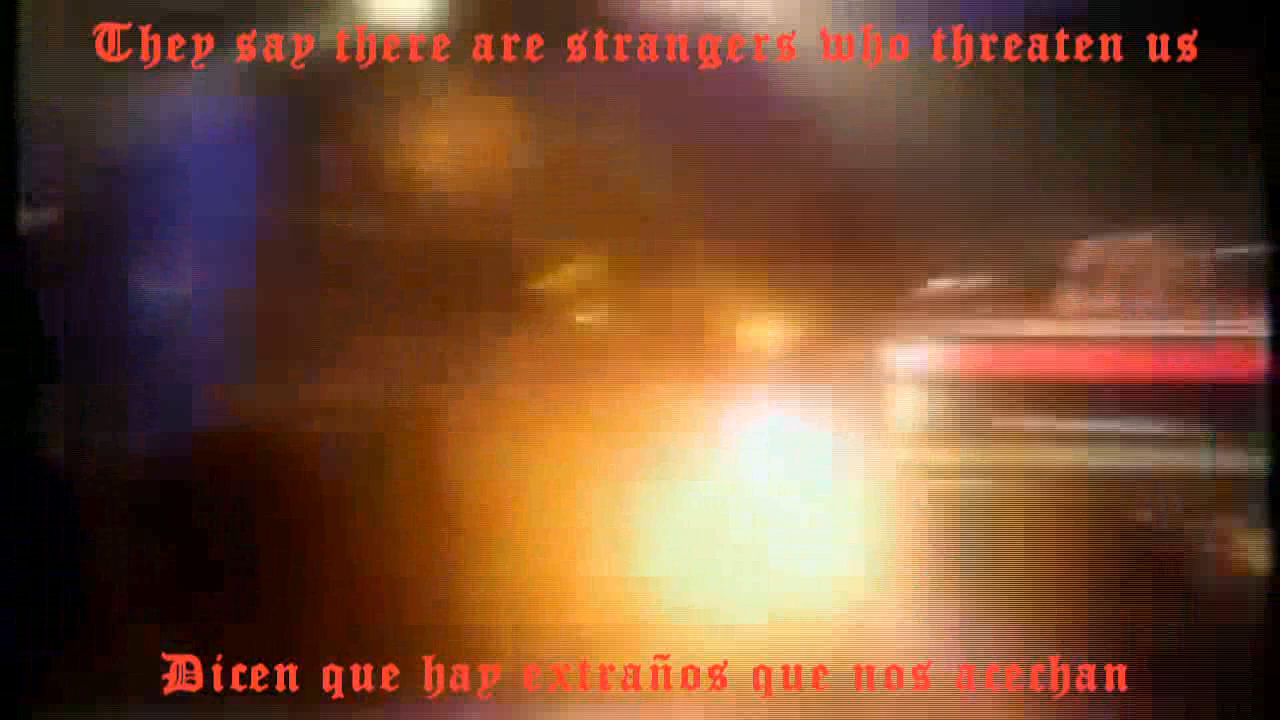 They say there are strangers who threaten us
Dicen que hay extraños que nos acechan